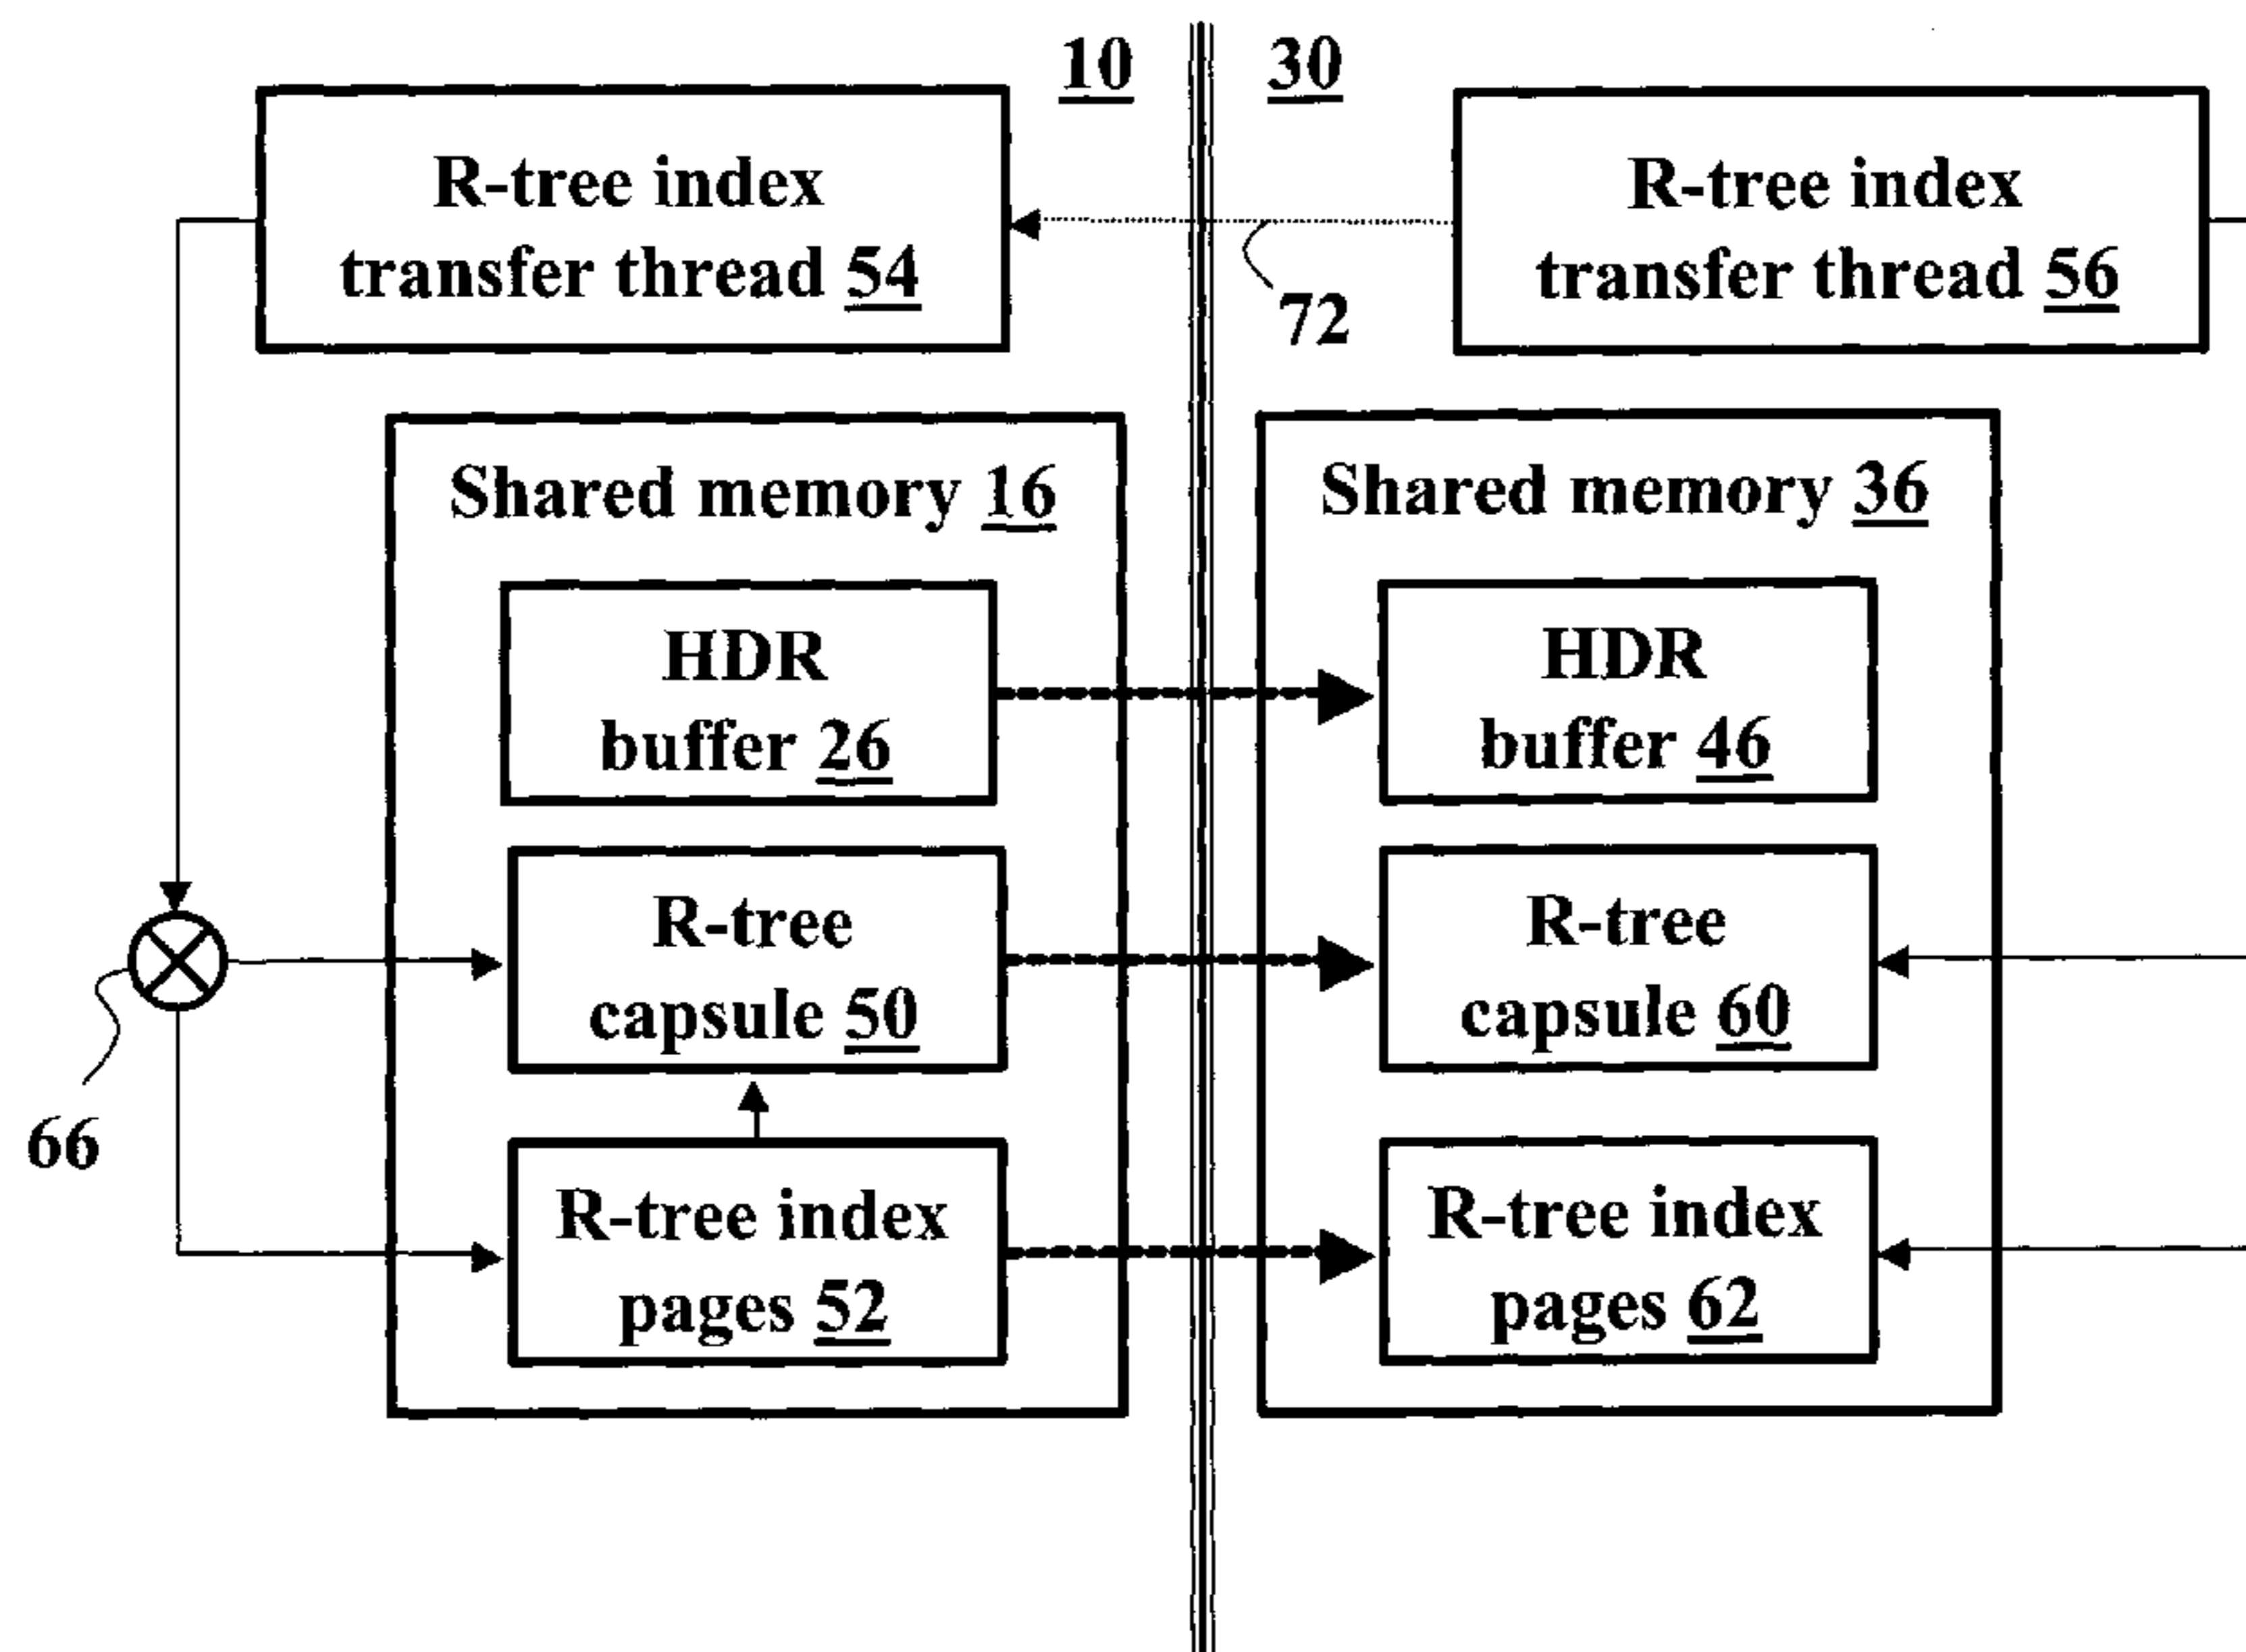 10
30
R-tree index
transfer thread 54
R-tree index
transfer thread 56
72
Shared memory 16
Shared memory 36
HDR
buffer 26
HDR
buffer 46
R-tree
capsule 50
R-tree
capsule 60
66
R-tree index
pages 52
R-tree index
pages 62